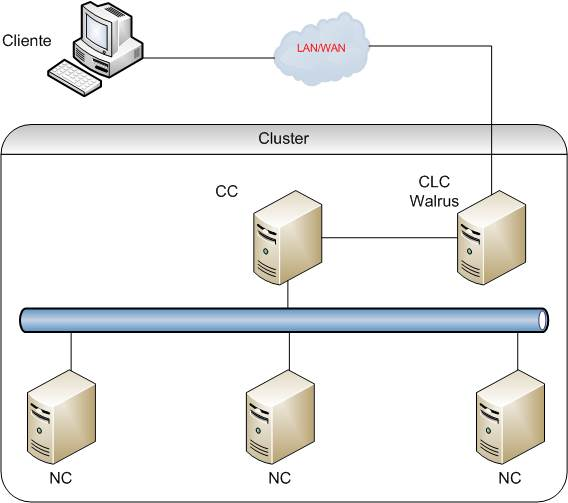 Cliente
LAN/WAN
Cluster
CC
CLC
Walrus
NC
NC
NC